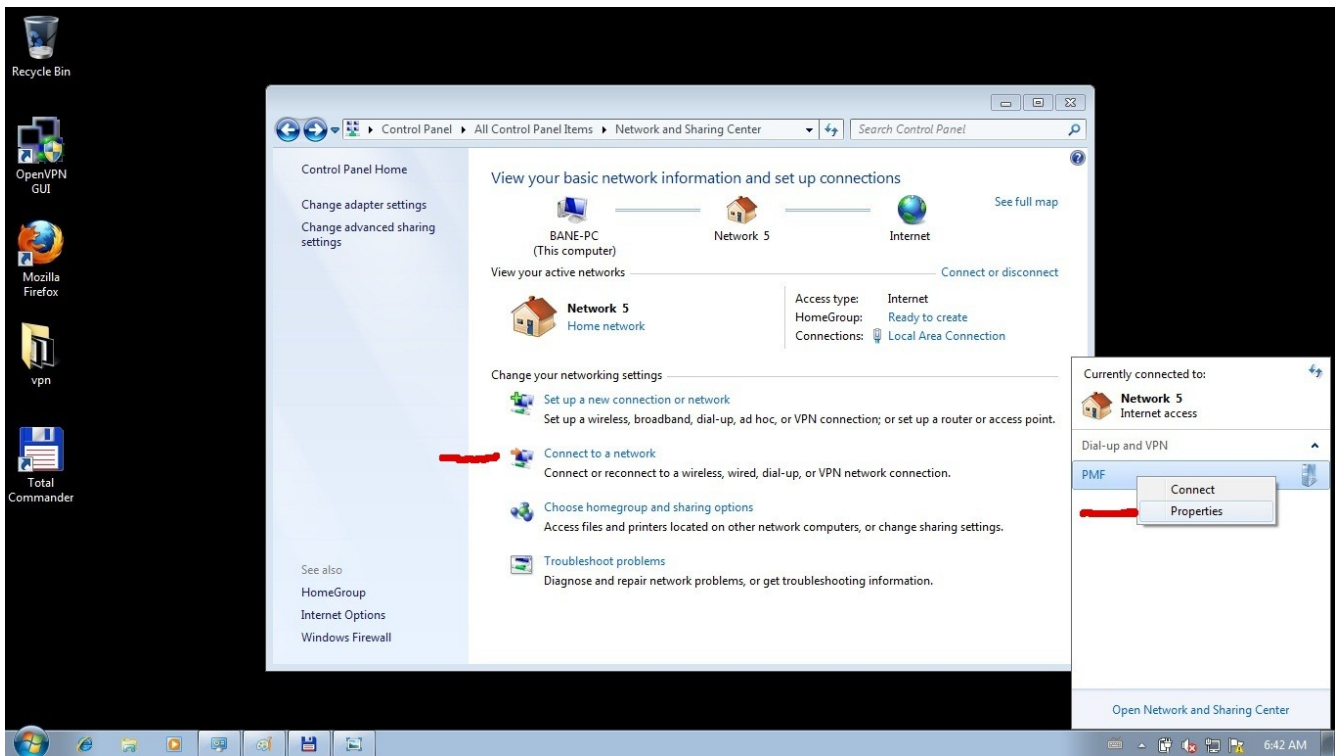 Recycle Bin
OpenVPN
GUI
Mozilla
Firefox
vpn
Total
Commander
Control Panel
All Control Panel Items
Network and Sharing Center
Search Control Panel
Control Panel Home
Change adapter settings
Change advanced sharing
settings
See also
HomeGroup
Internet Options
Windows Firewall
View your basic network information and set up connections
See full map
BANE-PC
(This computer)
Network 5
Internet
View your active networks
Connect or disconnect
Network 5
Home network
Access type: Internet
HomeGroup: Ready to create
Connections: Local Area Connection
Change your networking settings
Set up a new connection or network
Set up a wireless, broadband, dial-up, ad hoc, or VPN connection; or set up a router or access point.
Connect to a network
Connect or reconnect to a wireless, wired, dial-up, or VPN network connection.
Choose homegroup and sharing options
Access files and printers located on other network computers, or change sharing settings.
Troubleshoot problems
Diagnose and repair network problems, or get troubleshooting information.
Currently connected to:
Network 5
Internet access
Dial-up and VPN
PMF
Connect
Properties
Open Network and Sharing Center
6:42 AM